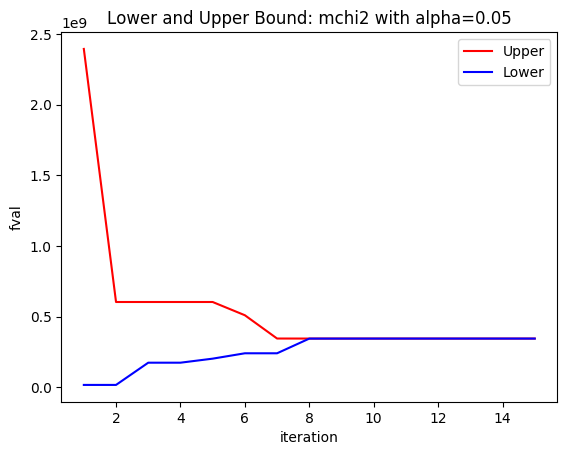 Lower and Upper Bound: mchi2 with alpha=0.05
1e9
2.5
2.0
1.5
1.0
0.5
0.0
fval
Upper
Lower
2 4 6 8 10 12 14
iteration